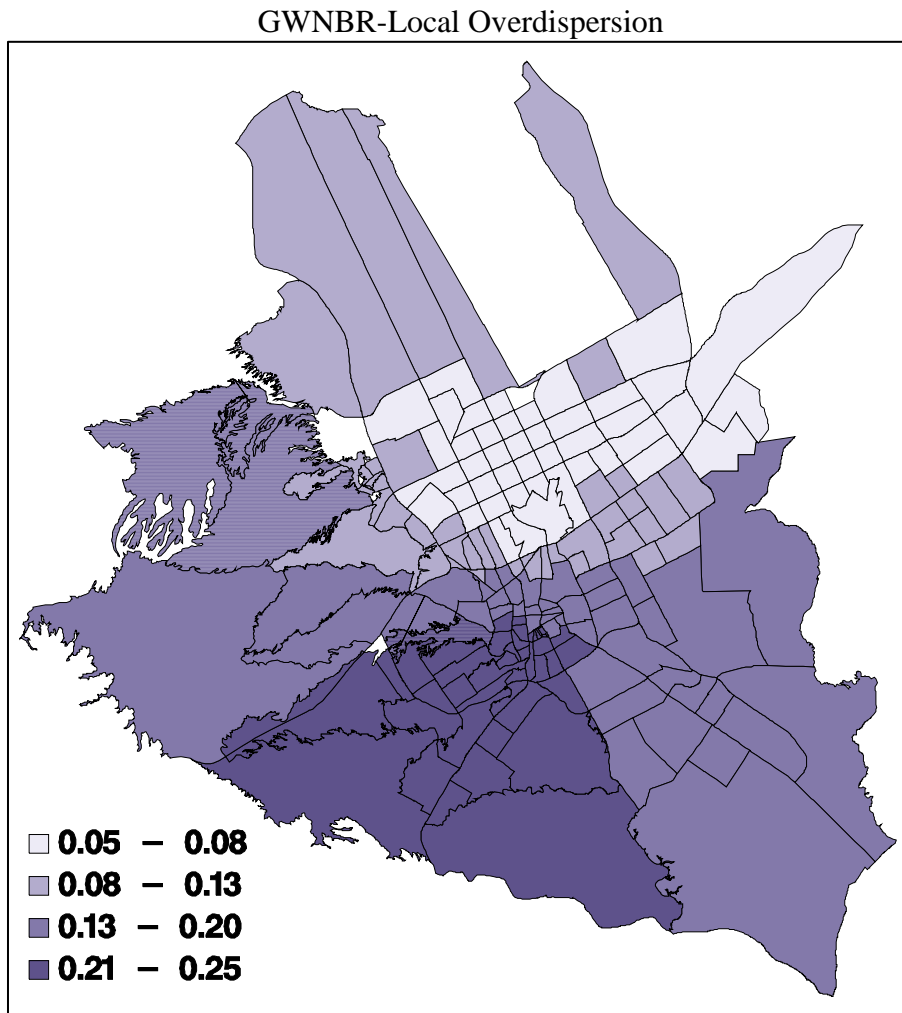 GWNBR-Local Overdispersion
0.05 – 0.08
0.08 – 0.13
0.13 – 0.20
0.21 – 0.25